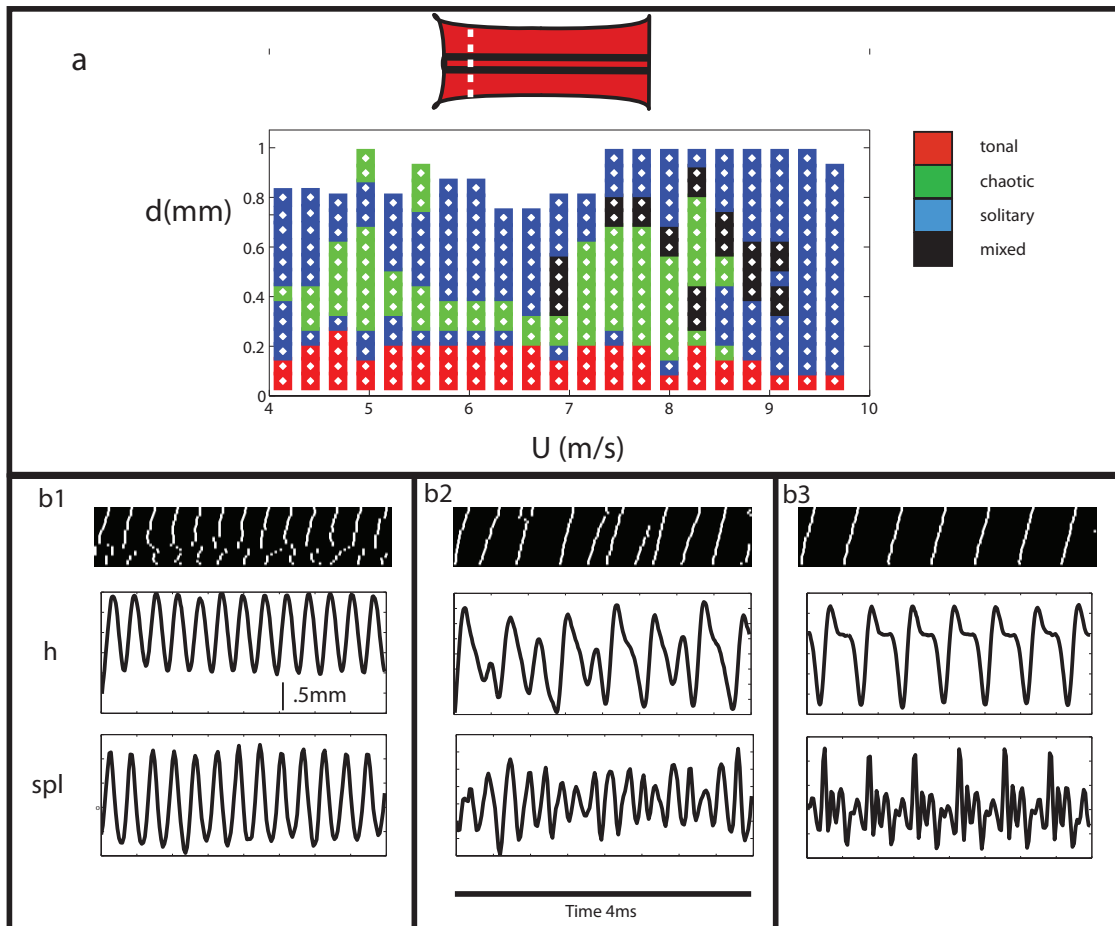 a
d(mm)
1
0.8
0.6
0.4
0.2
0
4 5 6 7 8 9 10
U (m/s)
tonal
chaotic
solitary
mixed
b1
b2
b3
h
.5mm
spl
Time 4ms